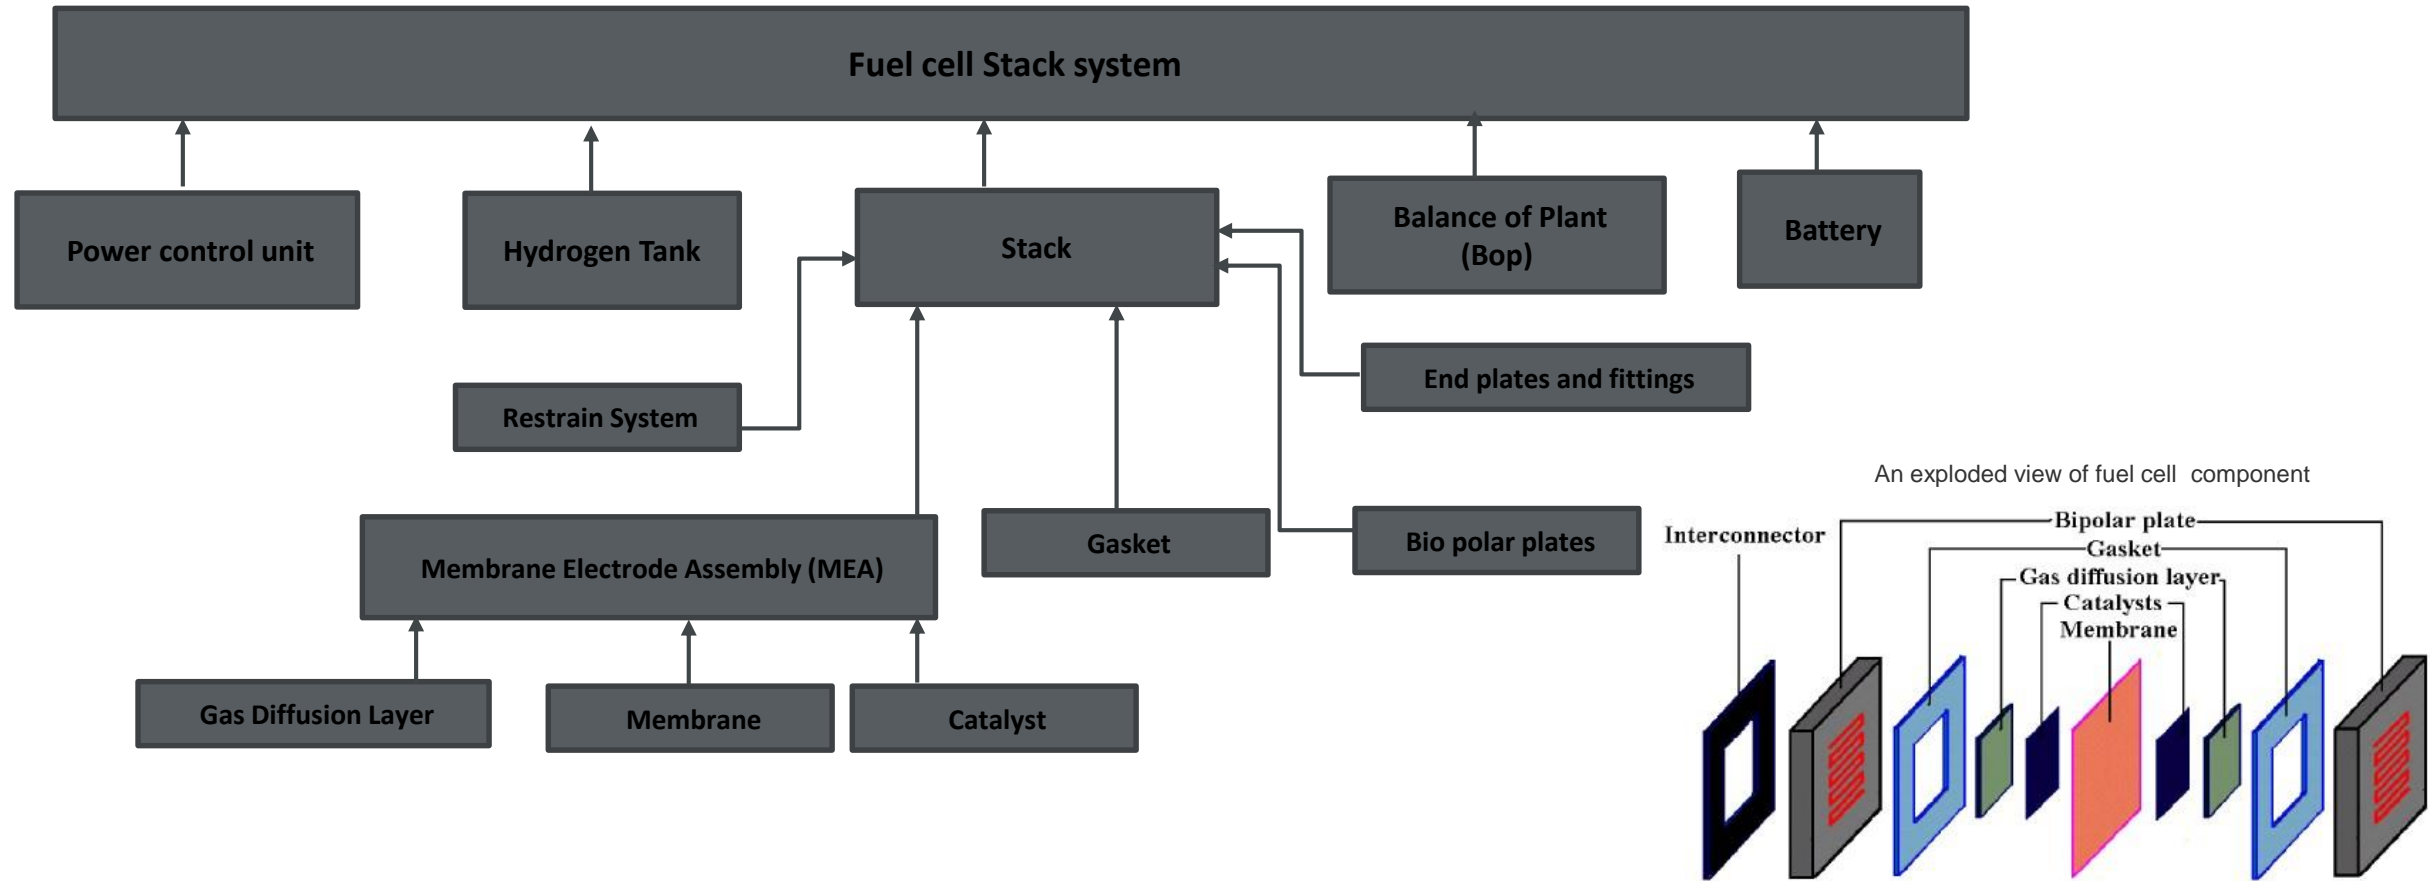 Fuel cell Stack system
Power control unit
Hydrogen Tank
Stack
Balance of Plant
(Bop)
Battery
End plates and fittings
Restrain System
Membrane Electrode Assembly (MEA)
Gasket
Bio polar plates
Gas Diffusion Layer
Membrane
Catalyst
An exploded view of fuel cell component
Interconnector
Bipolar plate
Gasket
Gas diffusion layer
Catalysts
Membrane